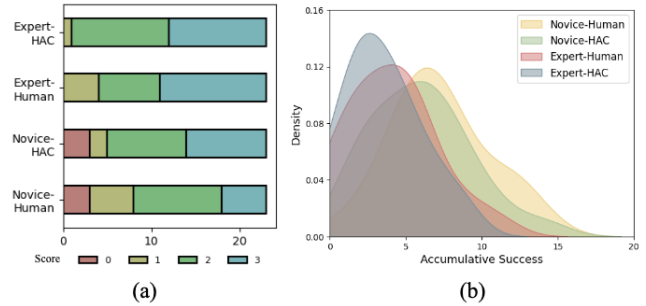 Expert-
HAC
Expert-
Human
Novice-
HAC
Novice-
Human
0 10 20
Score 0 1 2 3
(a)
0.16
0.12
0.08
0.04
0.00
Density
0 5 10 15 20
Accumulative Success
Novice-Human
Novice-HAC
Expert-Human
Expert-HAC
(b)